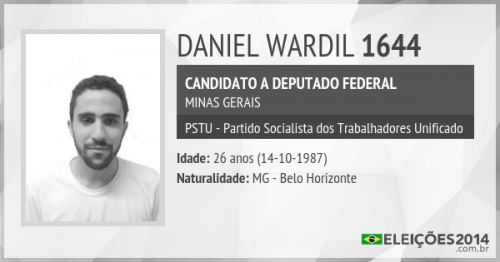 DANIEL WARDIL 1644
CANDIDATO A DEPUTADO FEDERAL
MINAS GERAIS
PSTU - Partido Socialista dos Trabalhadores Unificado
Idade: 26 anos (14-10-1987)
Naturalidade: MG - Belo Horizonte
ELEIÇÕES2014
.com.br